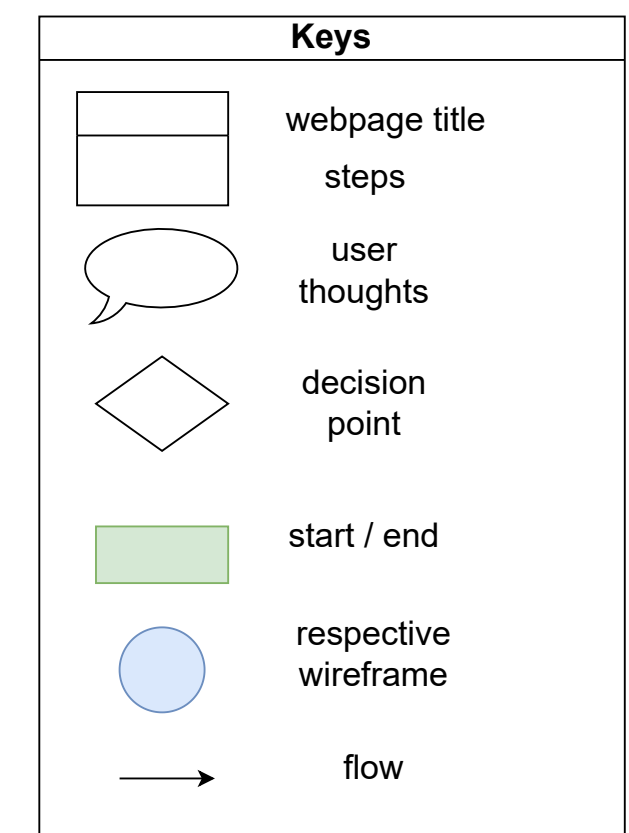 Keys
webpage title
steps
user
thoughts
decision
point
start / end
respective
wireframe
flow